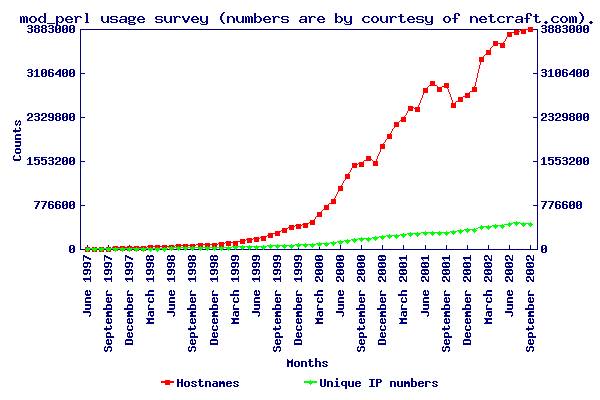 mod_perl usage survey (numbers are by courtesy of netcraft.com).
3883000 3883000
3106400 3106400
2329800 2329800
1553200 1553200
776600 776600
0 0
Counts
June 1997
September 1997
December 1997
March 1998
June 1998
September 1998
December 1998
March 1999
June 1999
September 1999
December 1999
March 2000
June 2000
September 2000
December 2000
March 2001
June 2001
September 2001
December 2001
March 2002
June 2002
September 2002
Months
Hostnames Unique IP numbers